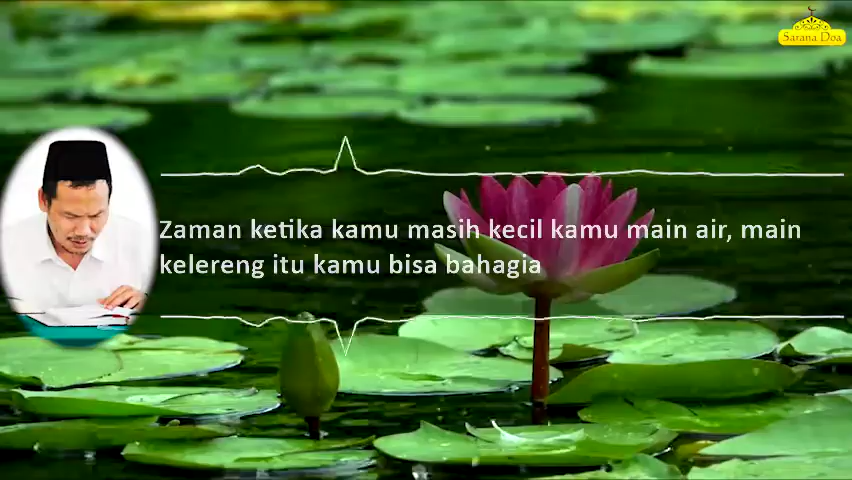 Sarana Doa
Zaman ketika kamu masih kecil kamu main air, main
kelereng itu kamu bisa bahagia